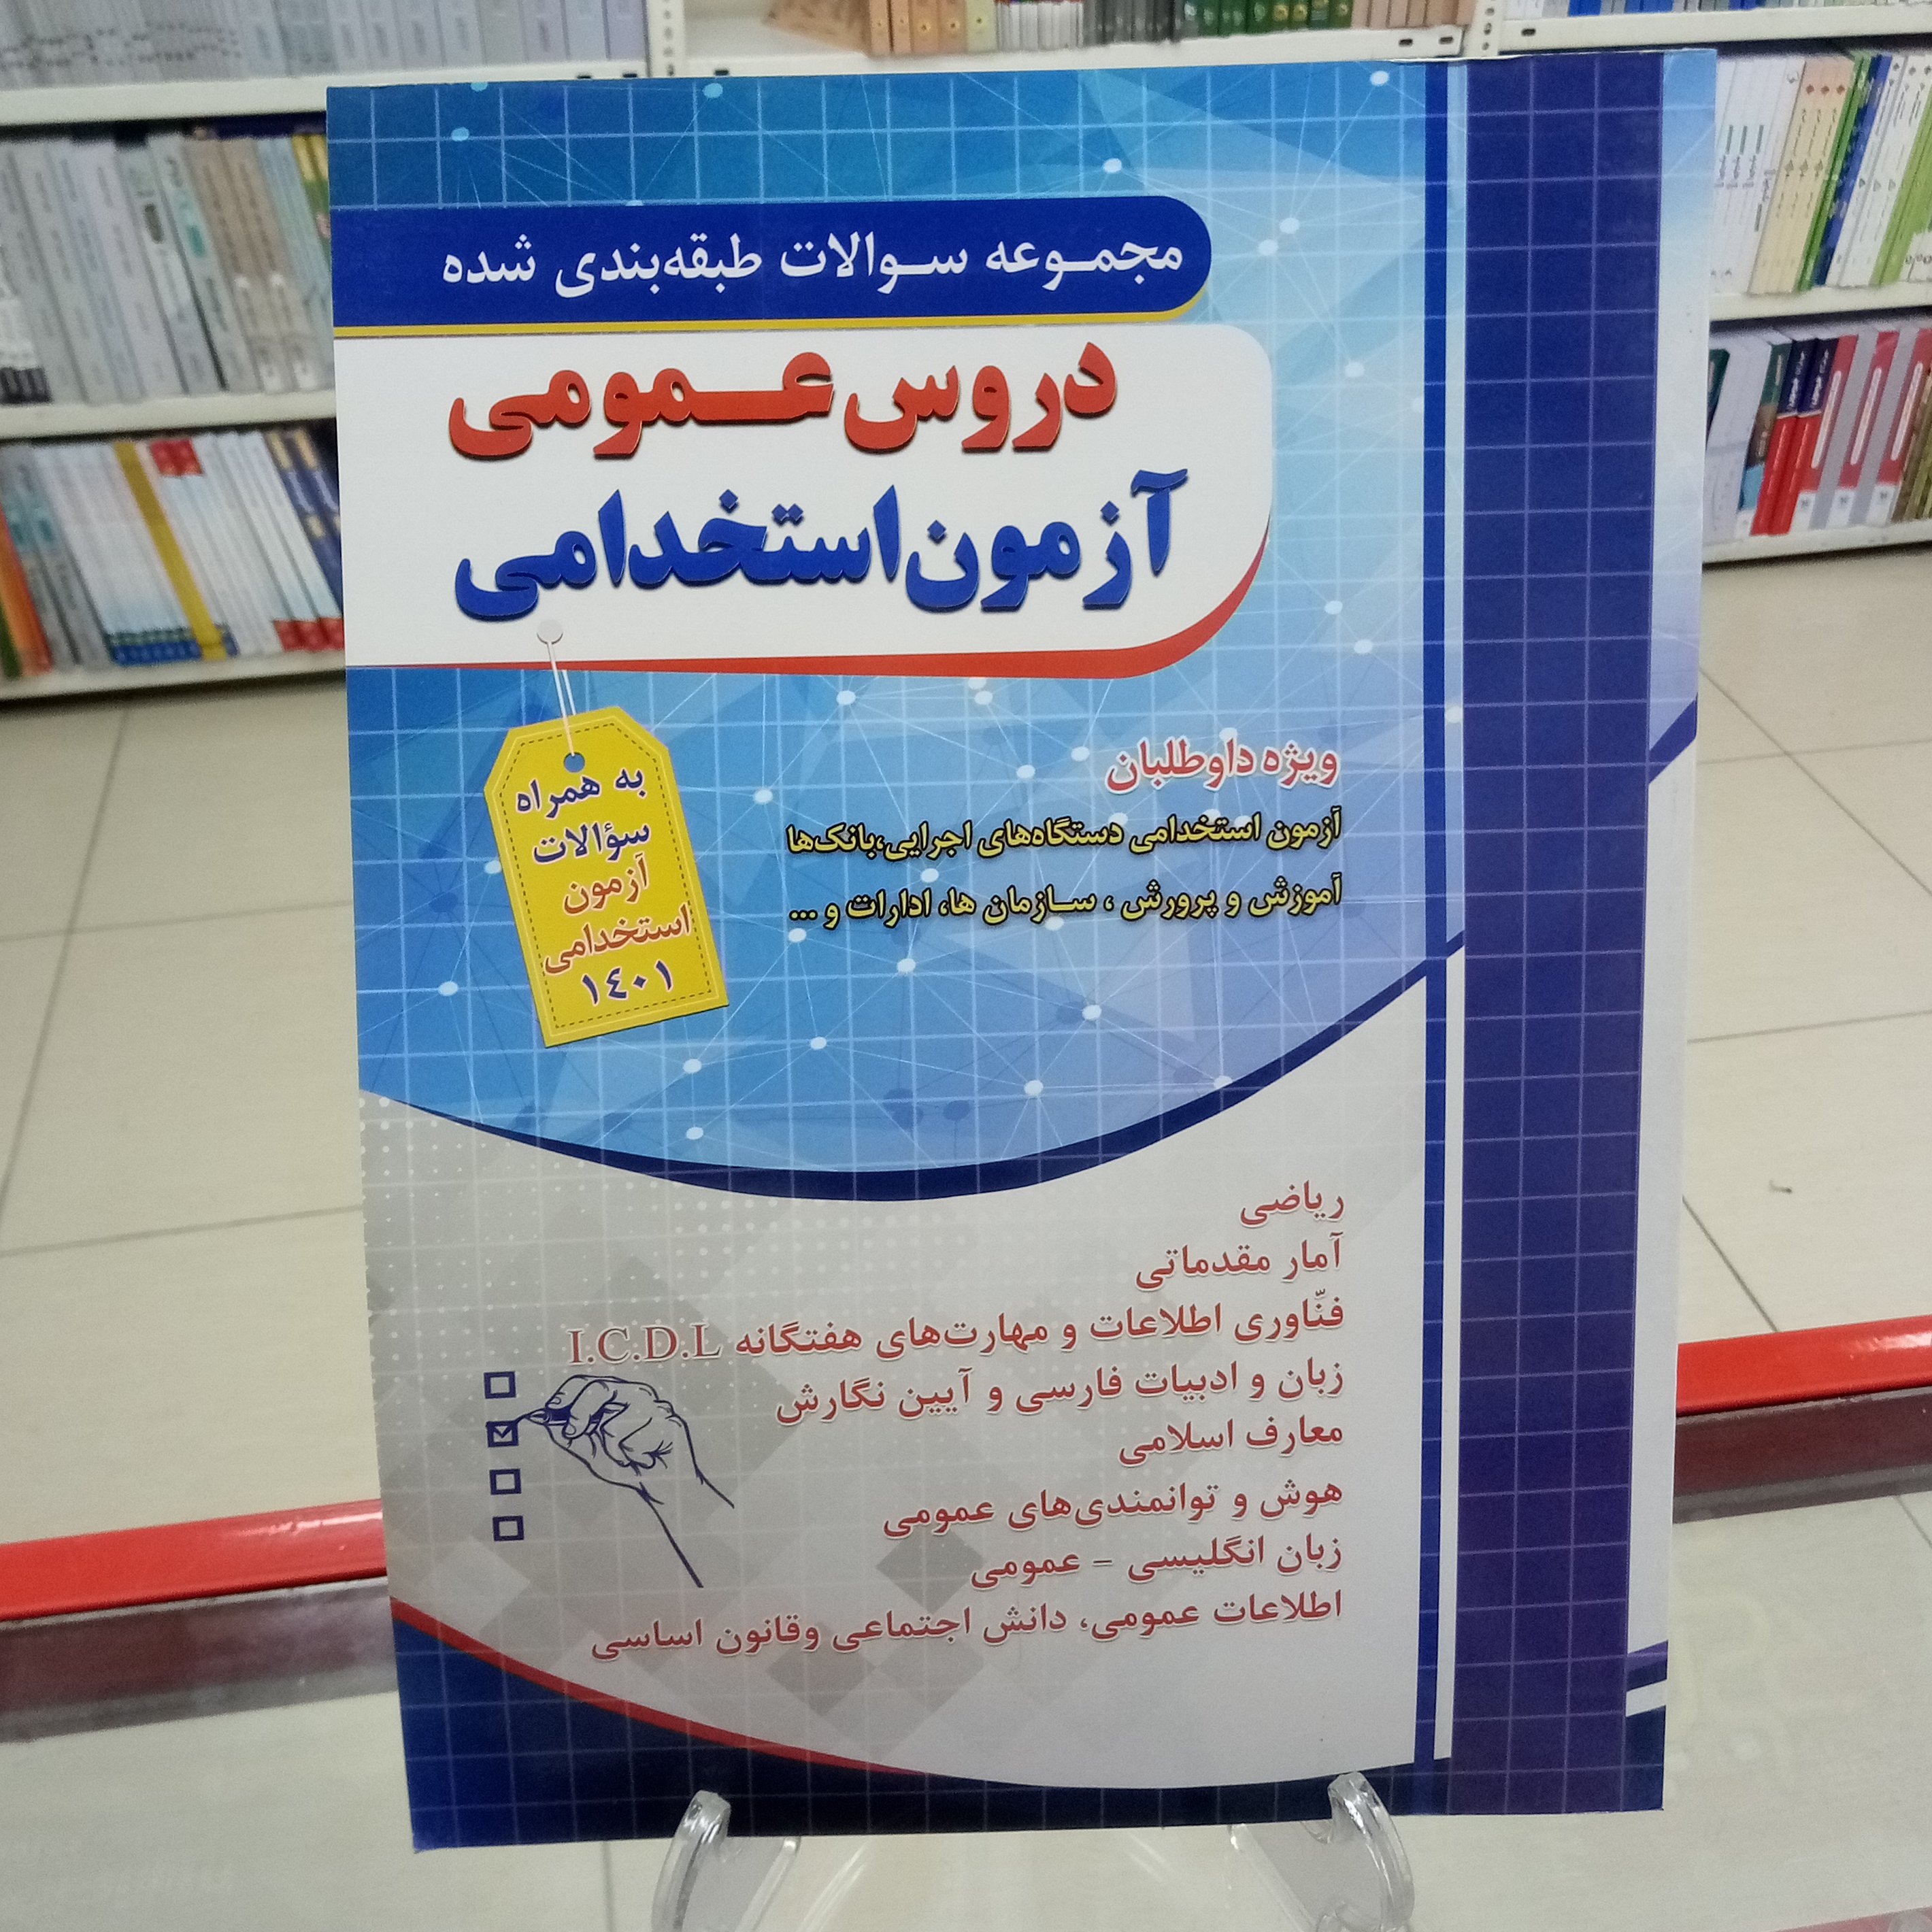 مجموعه سوالات طبقه‌بندی شده
دروس عمومی
آزمون استخدامی
ویژه داوطلبان
آزمون استخدامی دستگاه‌های اجرایی،بانک‌ها
آموزش و پرورش ، سازمان ها، ادارات و ...
به همراه
سؤالات
آزمون
استخدامی
۱٤۰۱
ریاضی
آمار مقدماتی
فنّاوری اطلاعات و مهارت‌های هفتگانه I.C.D.L
زبان و ادبیات فارسی و آیین نگارش
معارف اسلامی
هوش و توانمندی‌های عمومی
زبان انگلیسی - عمومی
اطلاعات عمومی، دانش اجتماعی وقانون اساسی